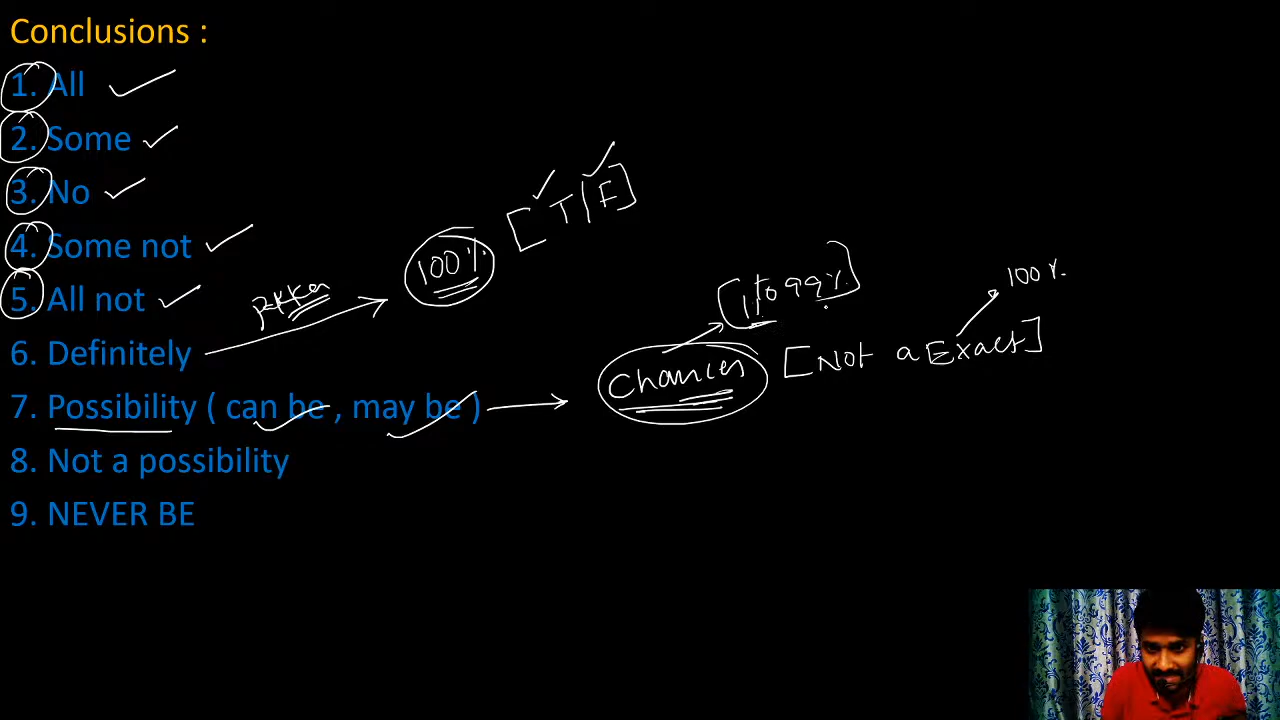 Conclusions :
1. All
2. Some
3. No
4. Some not
5. All not
6. Definitely
7. Possibility ( can be , may be )
8. Not a possibility
9. NEVER BE
100%
[T/F]
Chances
[1 to 99%]
[Not a Exact]
100%